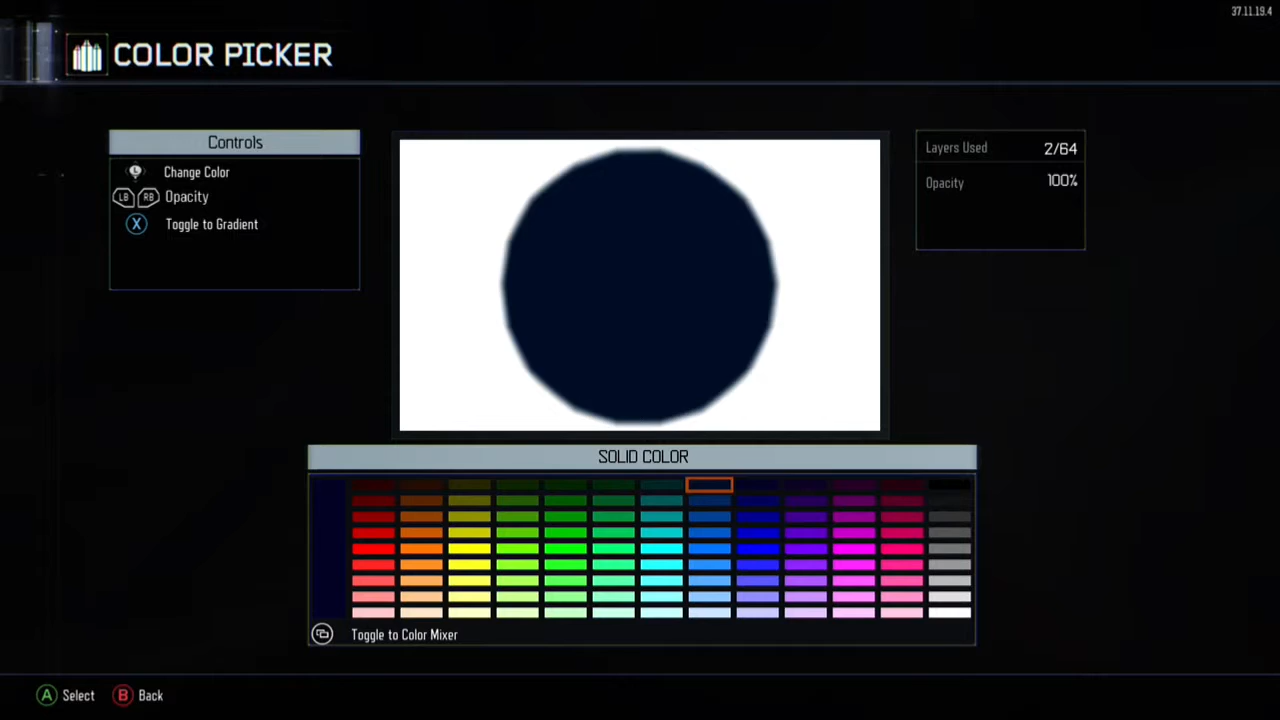 37.11.19.4
COLOR PICKER
Controls
L Change Color
LB RB Opacity
X Toggle to Gradient
Layers Used 2/64
Opacity 100%
SOLID COLOR
Toggle to Color Mixer
A Select B Back